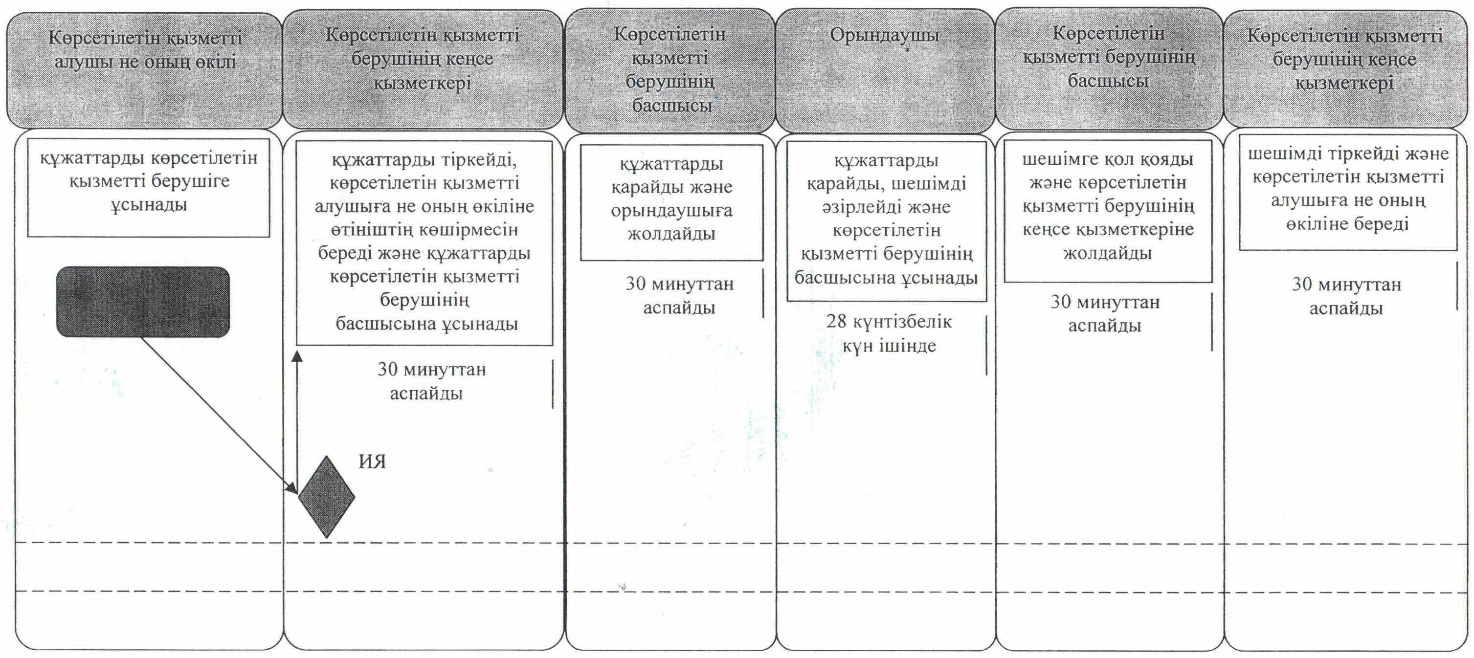 Көрсетілетін қызметті
алушы не оның өкілі
Көрсетілетін қызметті
берушінің кеңсе
қызметкері
Көрсетілетін
қызметті
берушінің
басшысы
Орындаушы
Көрсетілетін
қызметті берушінің
басшысы
Көрсетілетін қызметті
берушінің кеңсе
қызметкері
құжаттарды көрсетілетін
қызметті берушіге
ұсынады
құжаттарды тіркейді,
көрсетілетін қызметті
алушыға не оның өкіліне
өтініштің көшірмесін
береді және құжаттарды
көрсетілетін қызметті
берушінің
басшысына ұсынады
30 минуттан
аспайды
ИЯ
құжаттарды
қарайды және
орындаушыға
жолдайды
30 минуттан
аспайды
құжаттарды
қарайды, шешімді
әзірлейді және
көрсетілетін
қызметті берушінің
басшысына ұсынады
28 күнтізбелік
күн ішінде
шешімге қол қояды
және көрсетілетін
қызметті берушінің
кеңсе қызметкеріне
жолдайды
30 минуттан
аспайды
шешімді тіркейді және
көрсетілетін қызметті
алушыға не оның
өкіліне береді
30 минуттан
аспайды